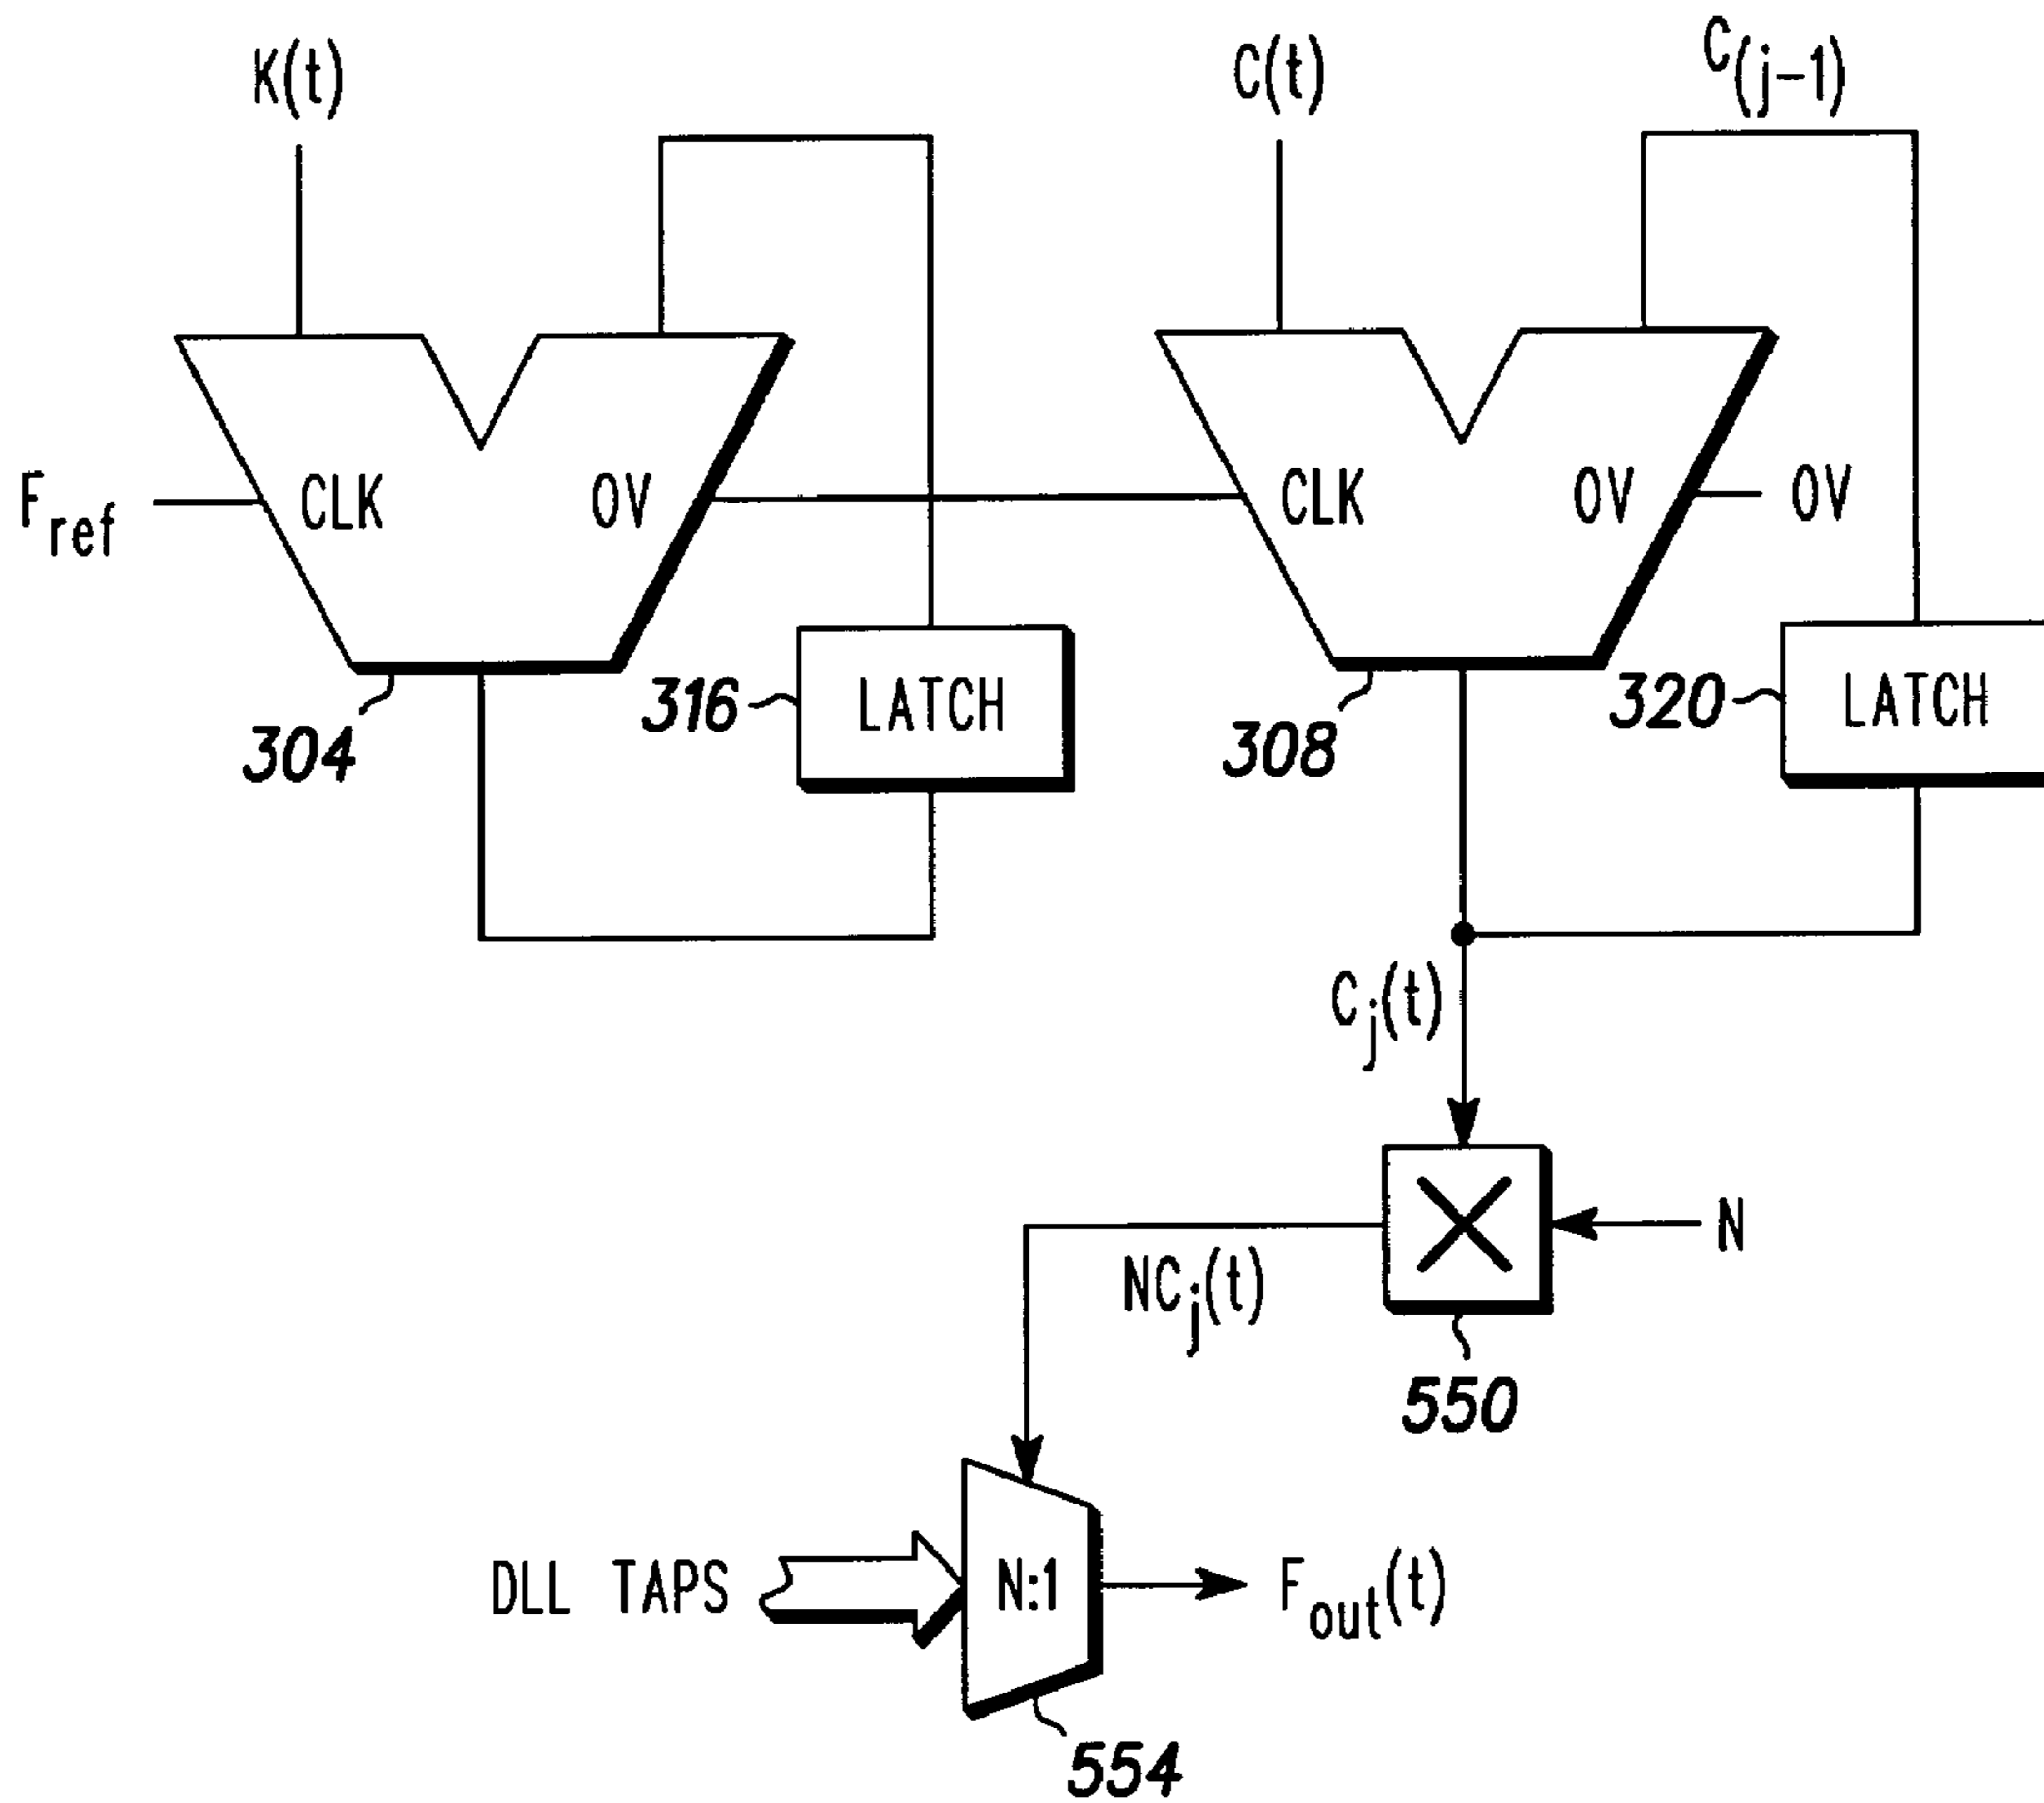 K(t)
C(t)
C(j-1)
Fref
CLK
OV
CLK
OV
OV
304
316
LATCH
308
320
LATCH
Cj(t)
N
NCj(t)
550
DLL TAPS
N:1
Fout(t)
554